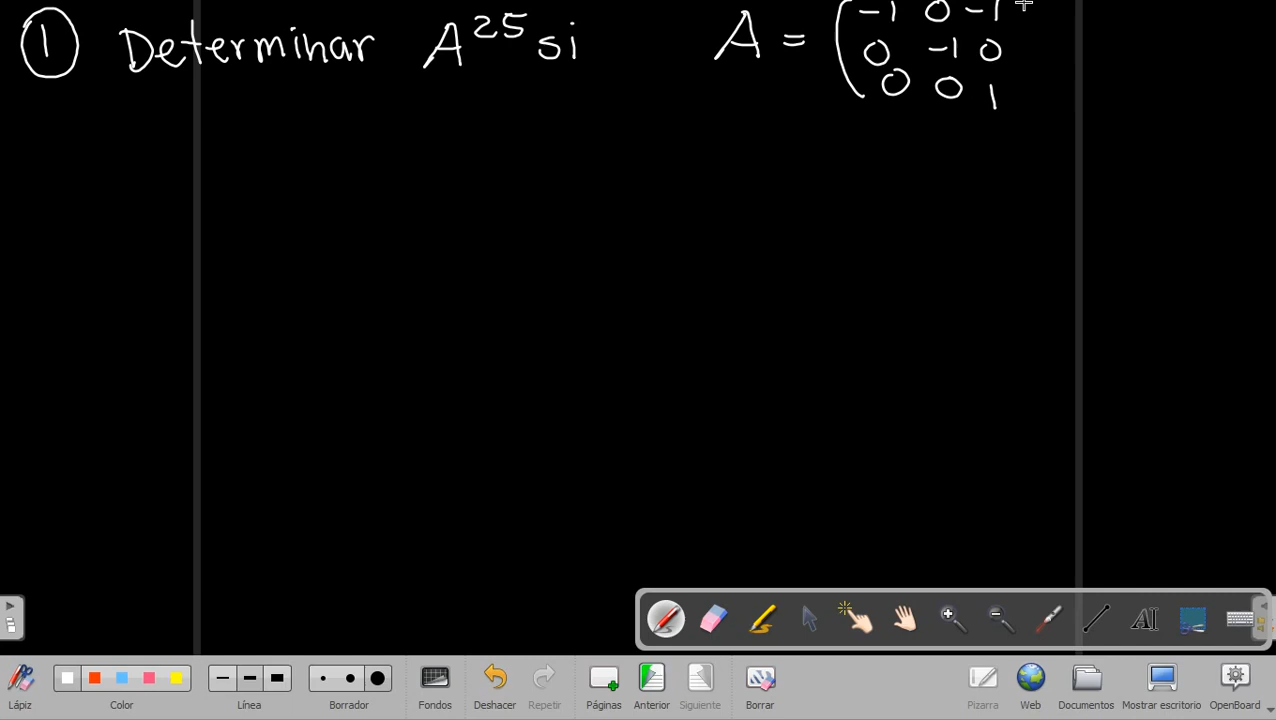 ① Determinar A²⁵ si A = ( -1 0 -1
0 -1 0
0 0 1
AI
Lápiz Color Línea Borrador Fondos Deshacer Repetir Páginas Anterior Siguiente Borrar Pizarra Web Documentos Mostrar escritorio OpenBoard